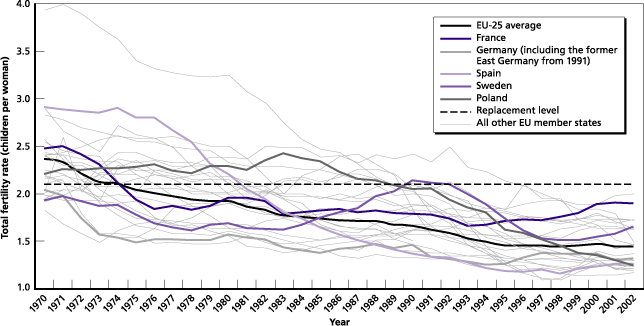 4.0
3.5
3.0
2.5
2.0
1.5
1.0
Total fertility rate (children per woman)
EU-25 average
France
Germany (including the former
East Germany from 1991)
Spain
Sweden
Poland
Replacement level
All other EU member states
1970 1971 1972 1973 1974 1975 1976 1977 1978 1979 1980 1981 1982 1983 1984 1985 1986 1987 1988 1989 1990 1991 1992 1993 1994 1995 1996 1997 1998 1999 2000 2001 2002
Year